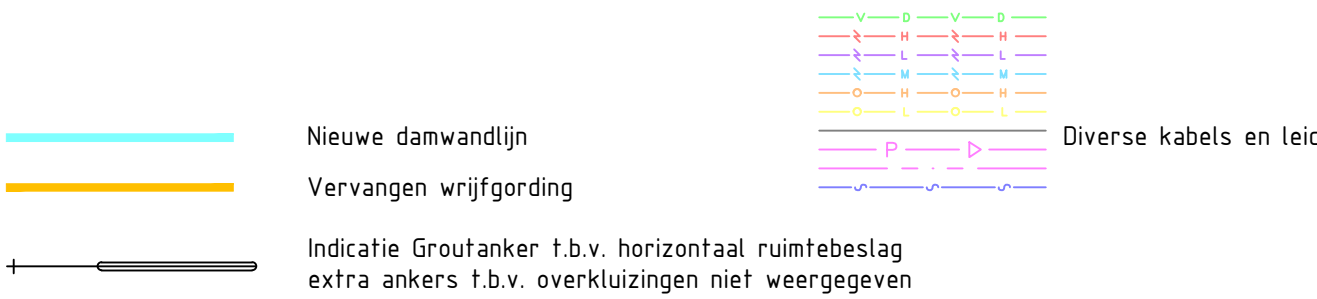 V D V D
H H
L L
M M
O H O H
O L O L
Nieuwe damwandlijn
Diverse kabels en leid
P
Vervangen wrijfgording
S S S
Indicatie Groutanker t.b.v. horizontaal ruimtebeslag
extra ankers t.b.v. overkluizingen niet weergegeven